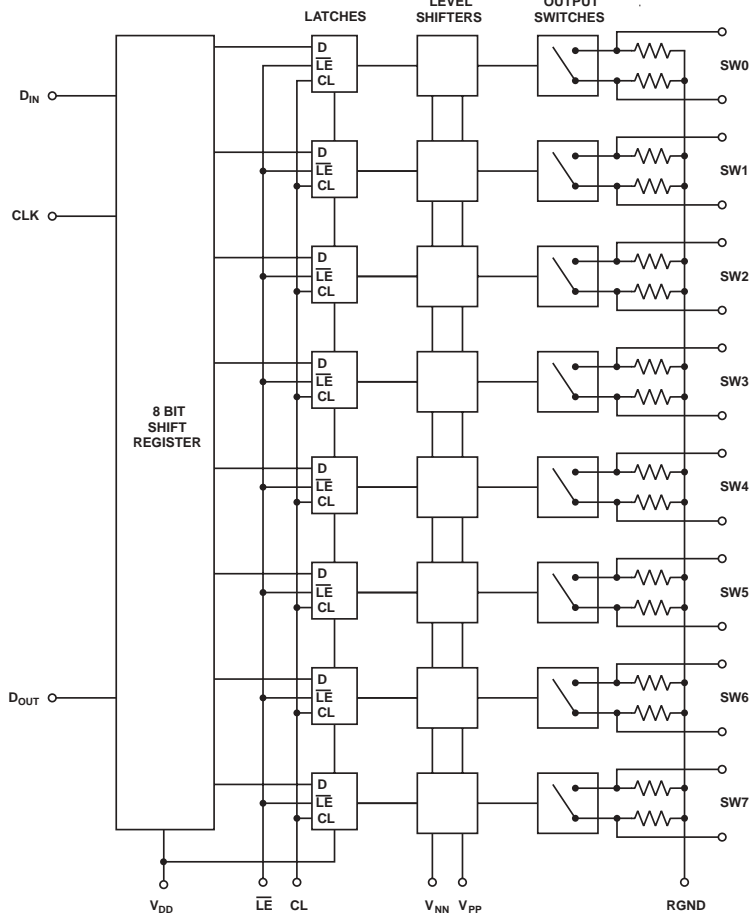 LATCHES
LEVEL
SHIFTERS
OUTPUT
SWITCHES
D
LE
CL
SW0
DIN
D
LE
CL
SW1
CLK
D
LE
CL
SW2
D
LE
CL
SW3
8 BIT
SHIFT
REGISTER
D
LE
CL
SW4
D
LE
CL
SW5
D
LE
CL
SW6
DOUT
D
LE
CL
SW7
VDD
LE
CL
VNN
VPP
RGND